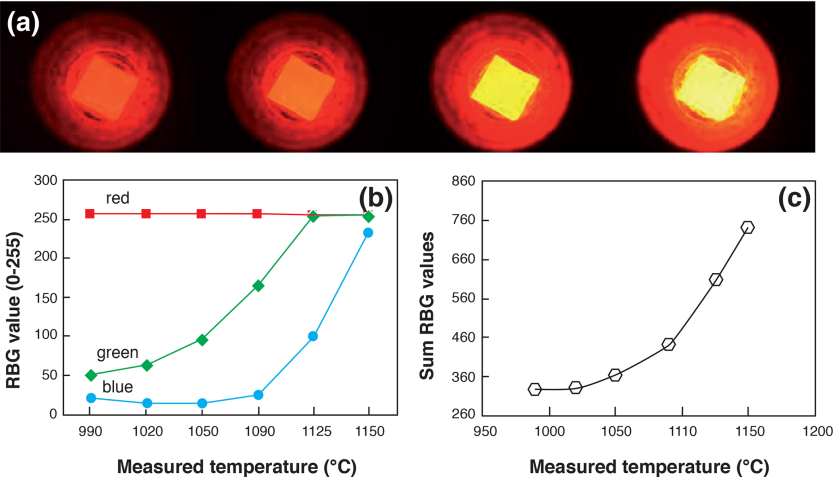 (a)
300
250
200
150
100
50
0
RBG value (0-255)
red
green
blue
(b)
990 1020 1050 1090 1125 1150
Measured temperature (°C)
860
760
660
560
460
360
260
Sum RBG values
(c)
950 1000 1050 1110 1150 1200
Measured temperature (°C)